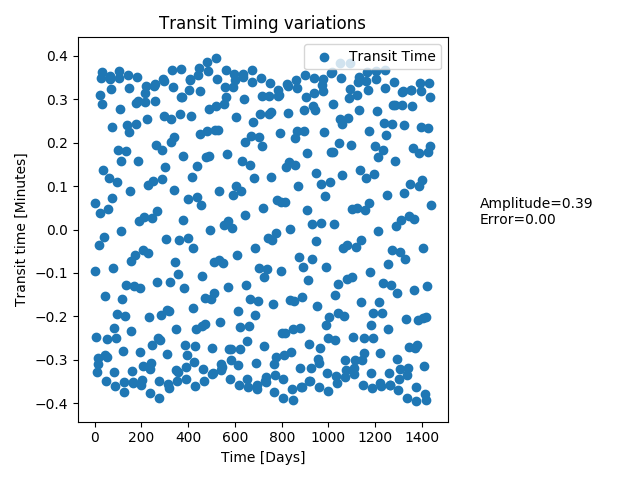 Transit Timing variations
Transit Time
0.4
0.3
0.2
0.1
0.0
−0.1
−0.2
−0.3
−0.4
Transit time [Minutes]
0 200 400 600 800 1000 1200 1400
Time [Days]
Amplitude=0.39
Error=0.00